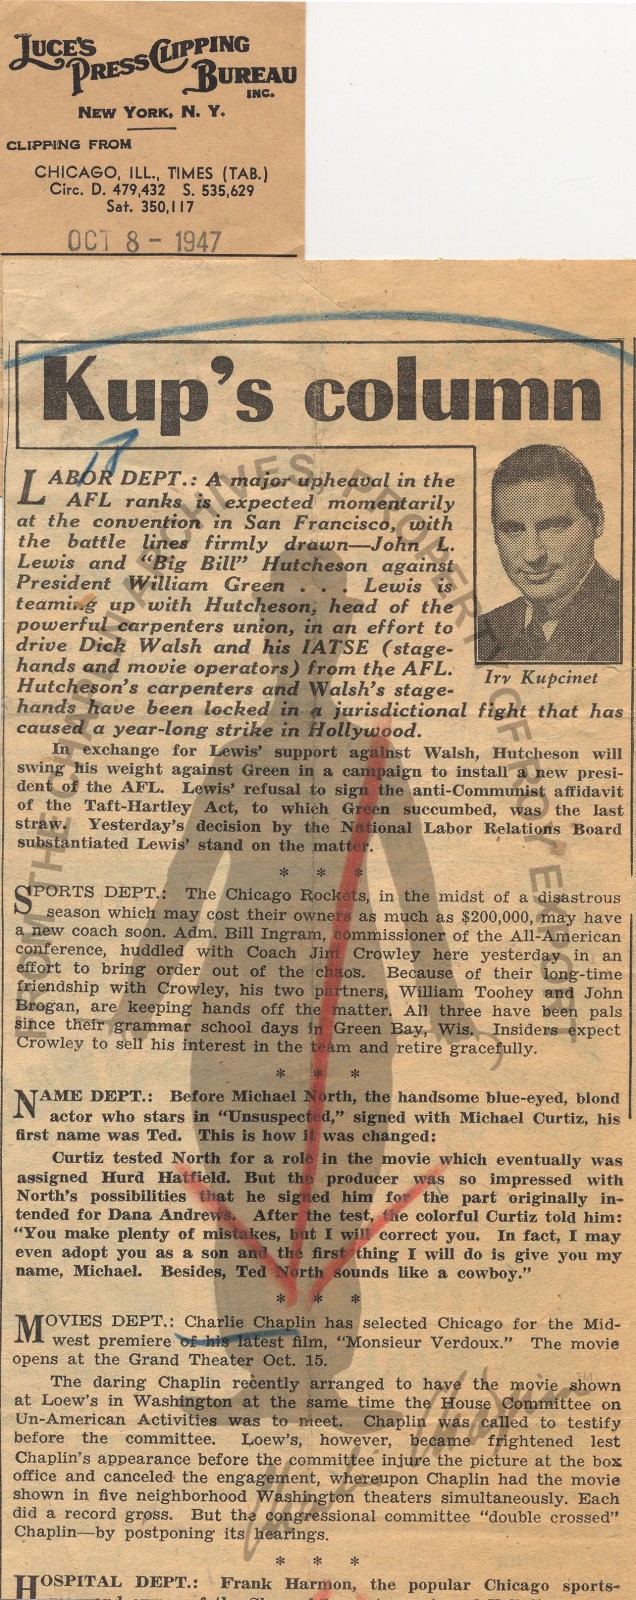 LUCE'S
PRESS CLIPPING
BUREAU
INC.
NEW YORK, N. Y.
CLIPPING FROM
CHICAGO, ILL., TIMES (TAB.)
Circ. D. 479,432 S. 535,629
Sat. 350,117
OCT 8 - 1947
Kup's column
LABOR DEPT.: A major upheaval in the
AFL ranks is expected momentarily
at the convention in San Francisco, with
the battle lines firmly drawn—John L.
Lewis and "Big Bill" Hutcheson against
President William Green . . . Lewis is
teaming up with Hutcheson, head of the
powerful carpenters union, in an effort to
drive Dick Walsh and his IATSE (stage-
hands and movie operators) from the AFL.
Hutcheson's carpenters and Walsh's stage-
hands have been locked in a jurisdictional fight that has
caused a year-long strike in Hollywood.
Irv Kupcinet
In exchange for Lewis' support against Walsh, Hutcheson will
swing his weight against Green in a campaign to install a new presi-
dent of the AFL. Lewis' refusal to sign the anti-Communist affidavit
of the Taft-Hartley Act, to which Green succumbed, was the last
straw. Yesterday's decision by the National Labor Relations Board
substantiated Lewis' stand on the matter.
* * *
SPORTS DEPT.: The Chicago Rockets, in the midst of a disastrous
season which may cost their owners as much as $200,000, may have
a new coach soon. Adm. Bill Ingram, commissioner of the All-American
conference, huddled with Coach Jim Crowley here yesterday in an
effort to bring order out of the chaos. Because of their long-time
friendship with Crowley, his two partners, William Toohey and John
Brogan, are keeping hands off the matter. All three have been pals
since their grammar school days in Green Bay, Wis. Insiders expect
Crowley to sell his interest in the team and retire gracefully.
* * *
NAME DEPT.: Before Michael North, the handsome blue-eyed, blond
actor who stars in "Unsuspected," signed with Michael Curtiz, his
first name was Ted. This is how it was changed:
Curtiz tested North for a role in the movie which eventually was
assigned Hurd Hatfield. But the producer was so impressed with
North's possibilities that he signed him for the part originally in-
tended for Dana Andrews. After the test, the colorful Curtiz told him:
"You make plenty of mistakes, but I will correct you. In fact, I may
even adopt you as a son and the first thing I will do is give you my
name, Michael. Besides, Ted North sounds like a cowboy."
* * *
MOVIES DEPT.: Charlie Chaplin has selected Chicago for the Mid-
west premiere of his latest film, "Monsieur Verdoux." The movie
opens at the Grand Theater Oct. 15.
The daring Chaplin recently arranged to have the movie shown
at Loew's in Washington at the same time the House Committee on
Un-American Activities was to meet. Chaplin was called to testify
before the committee. Loew's, however, became frightened lest
Chaplin's appearance before the committee injure the picture at the box
office and canceled the engagement, whereupon Chaplin had the movie
shown in five neighborhood Washington theaters simultaneously. Each
did a record gross. But the congressional committee "double crossed"
Chaplin—by postponing its hearings.
* * *
HOSPITAL DEPT.: Frank Harmon, the popular Chicago sports-
FROM THE CHAPLIN ARCHIVES, PROPERTY OF ROY EXPORT
Charlie Chaplin TM